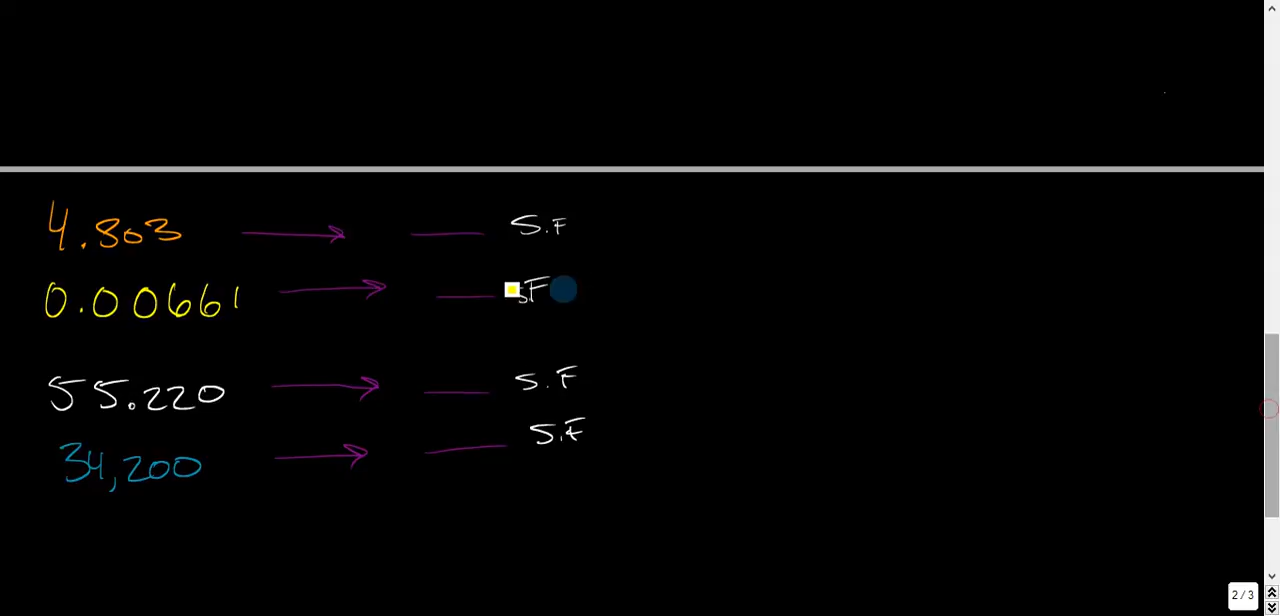 4.803 → ___ S.F
0.00661 → ___ SF
55.220 → ___ S.F
34,200 → ___ S.F
2/3